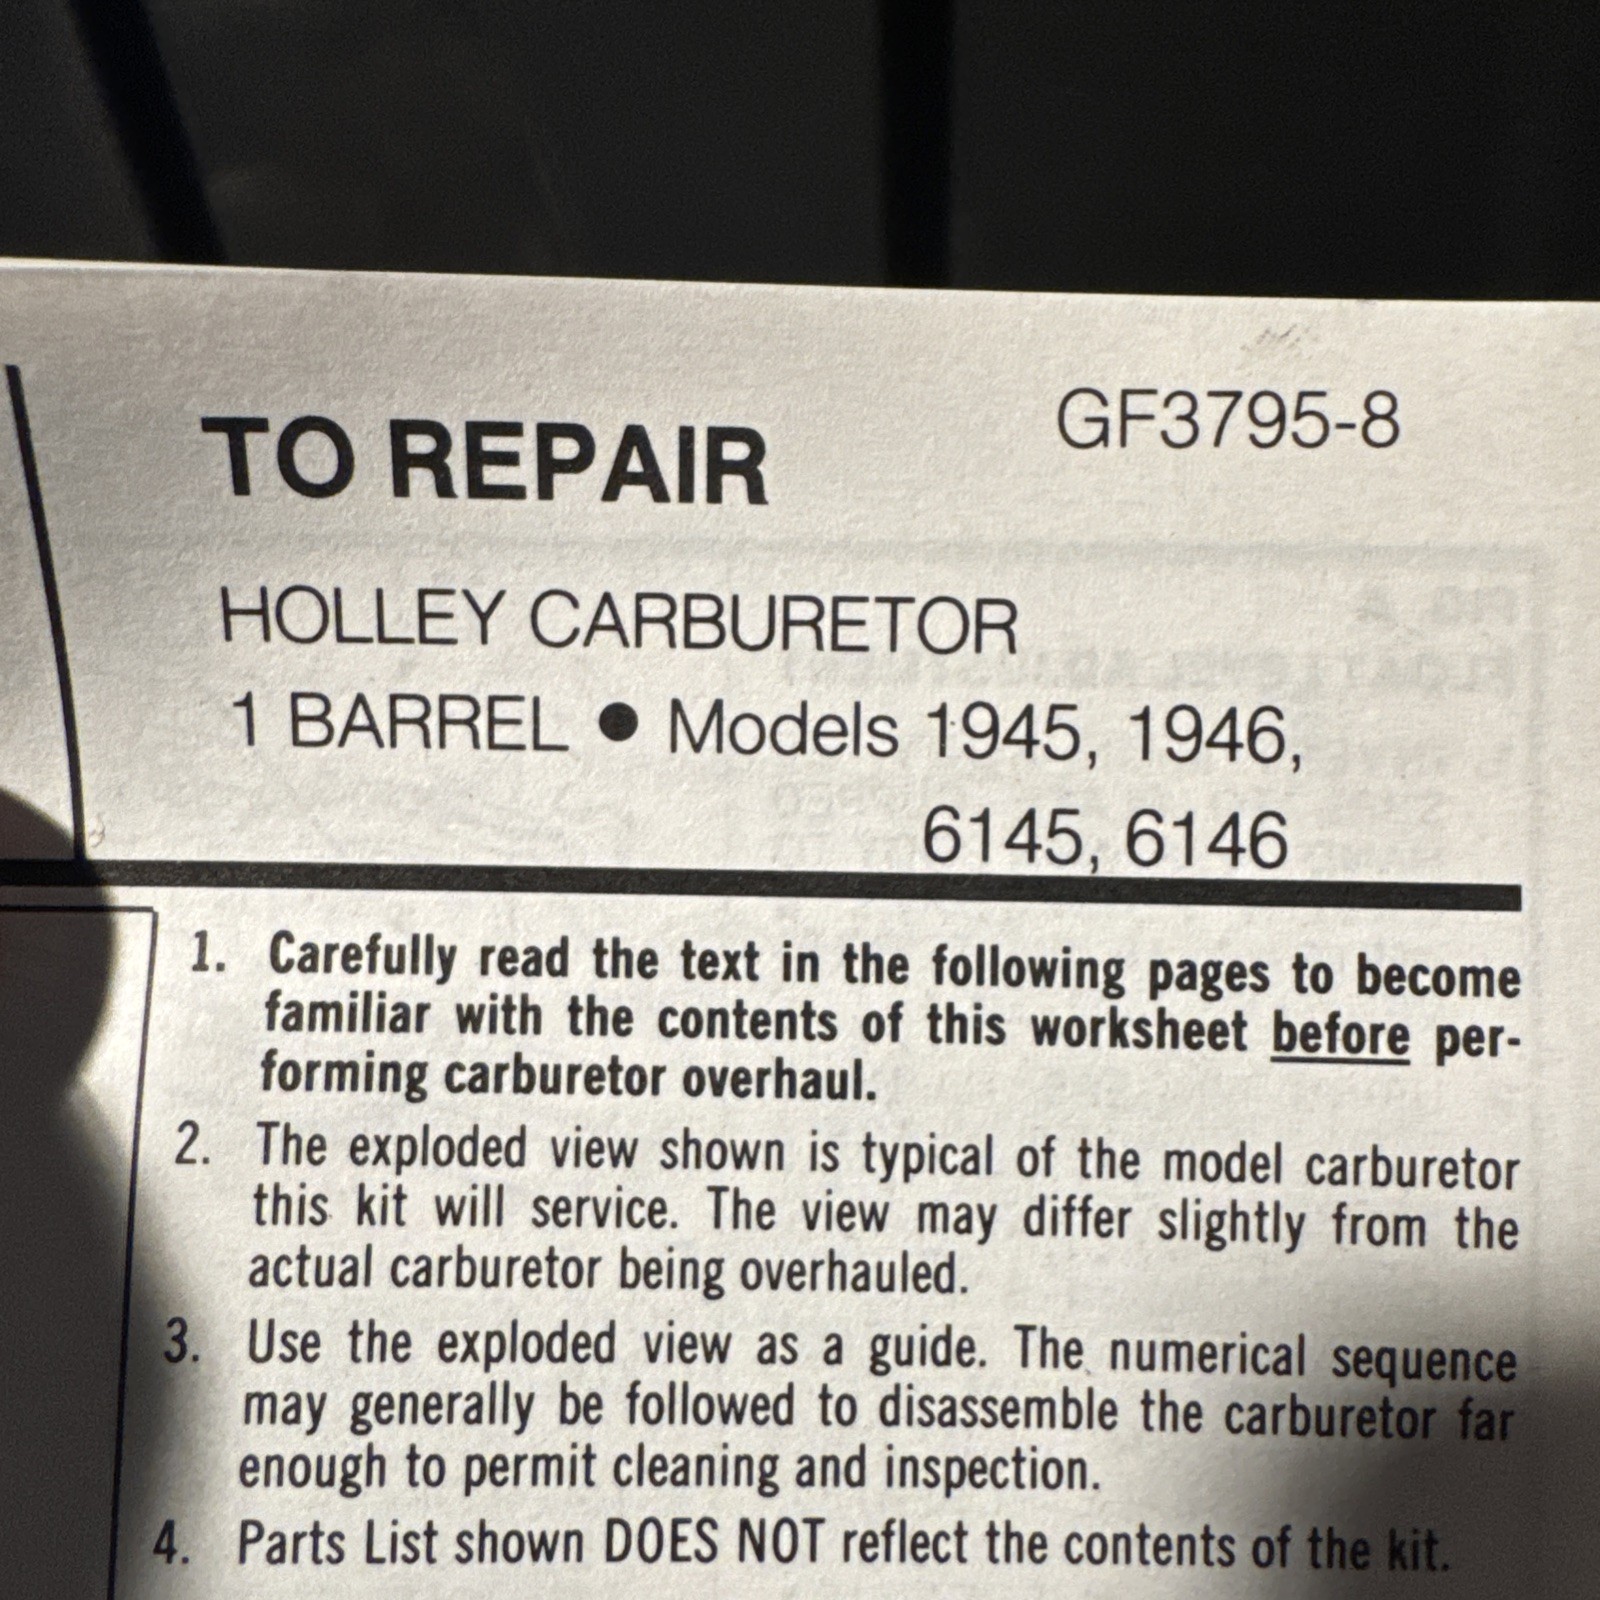 TO REPAIR
GF3795-8
HOLLEY CARBURETOR
1 BARREL ● Models 1945, 1946,
6145, 6146
1. Carefully read the text in the following pages to become
familiar with the contents of this worksheet before per-
forming carburetor overhaul.
2. The exploded view shown is typical of the model carburetor
this kit will service. The view may differ slightly from the
actual carburetor being overhauled.
3. Use the exploded view as a guide. The numerical sequence
may generally be followed to disassemble the carburetor far
enough to permit cleaning and inspection.
4. Parts List shown DOES NOT reflect the contents of the kit.